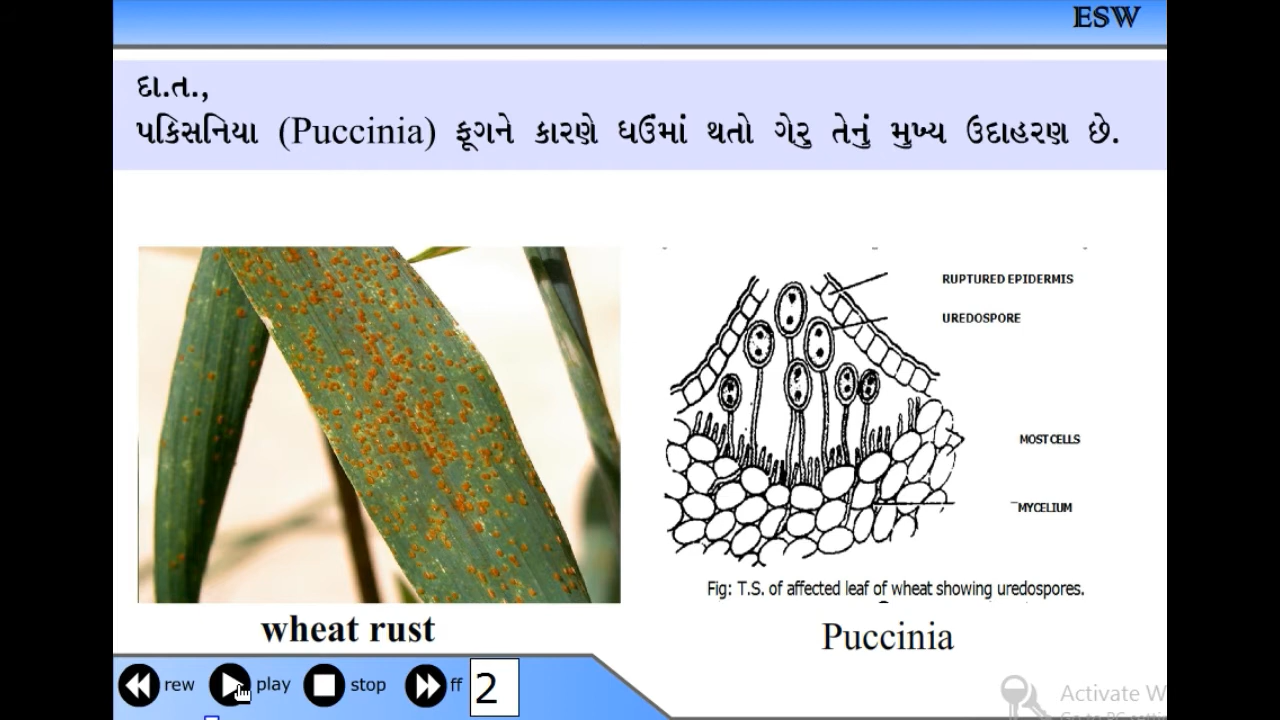 ESW
દા.ત.,
પકિસનિયા (Puccinia) ફૂગને કારણે ઘઉંમાં થતો ગેરુ તેનું મુખ્ય ઉદાહરણ છે.
RUPTURED EPIDERMIS
UREDOSPORE
MOST CELLS
MYCELIUM
Fig: T.S. of affected leaf of wheat showing uredospores.
wheat rust
Puccinia
rew play stop ff 2
Activate W